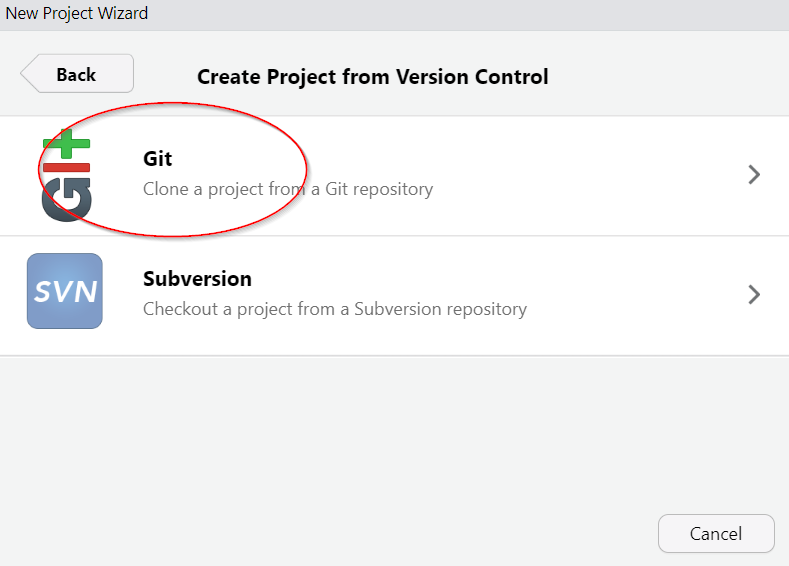 New Project Wizard
Back
Create Project from Version Control
GIt
Git
Clone a project from a Git repository
SVN
Subversion
Checkout a project from a Subversion repository
Cancel